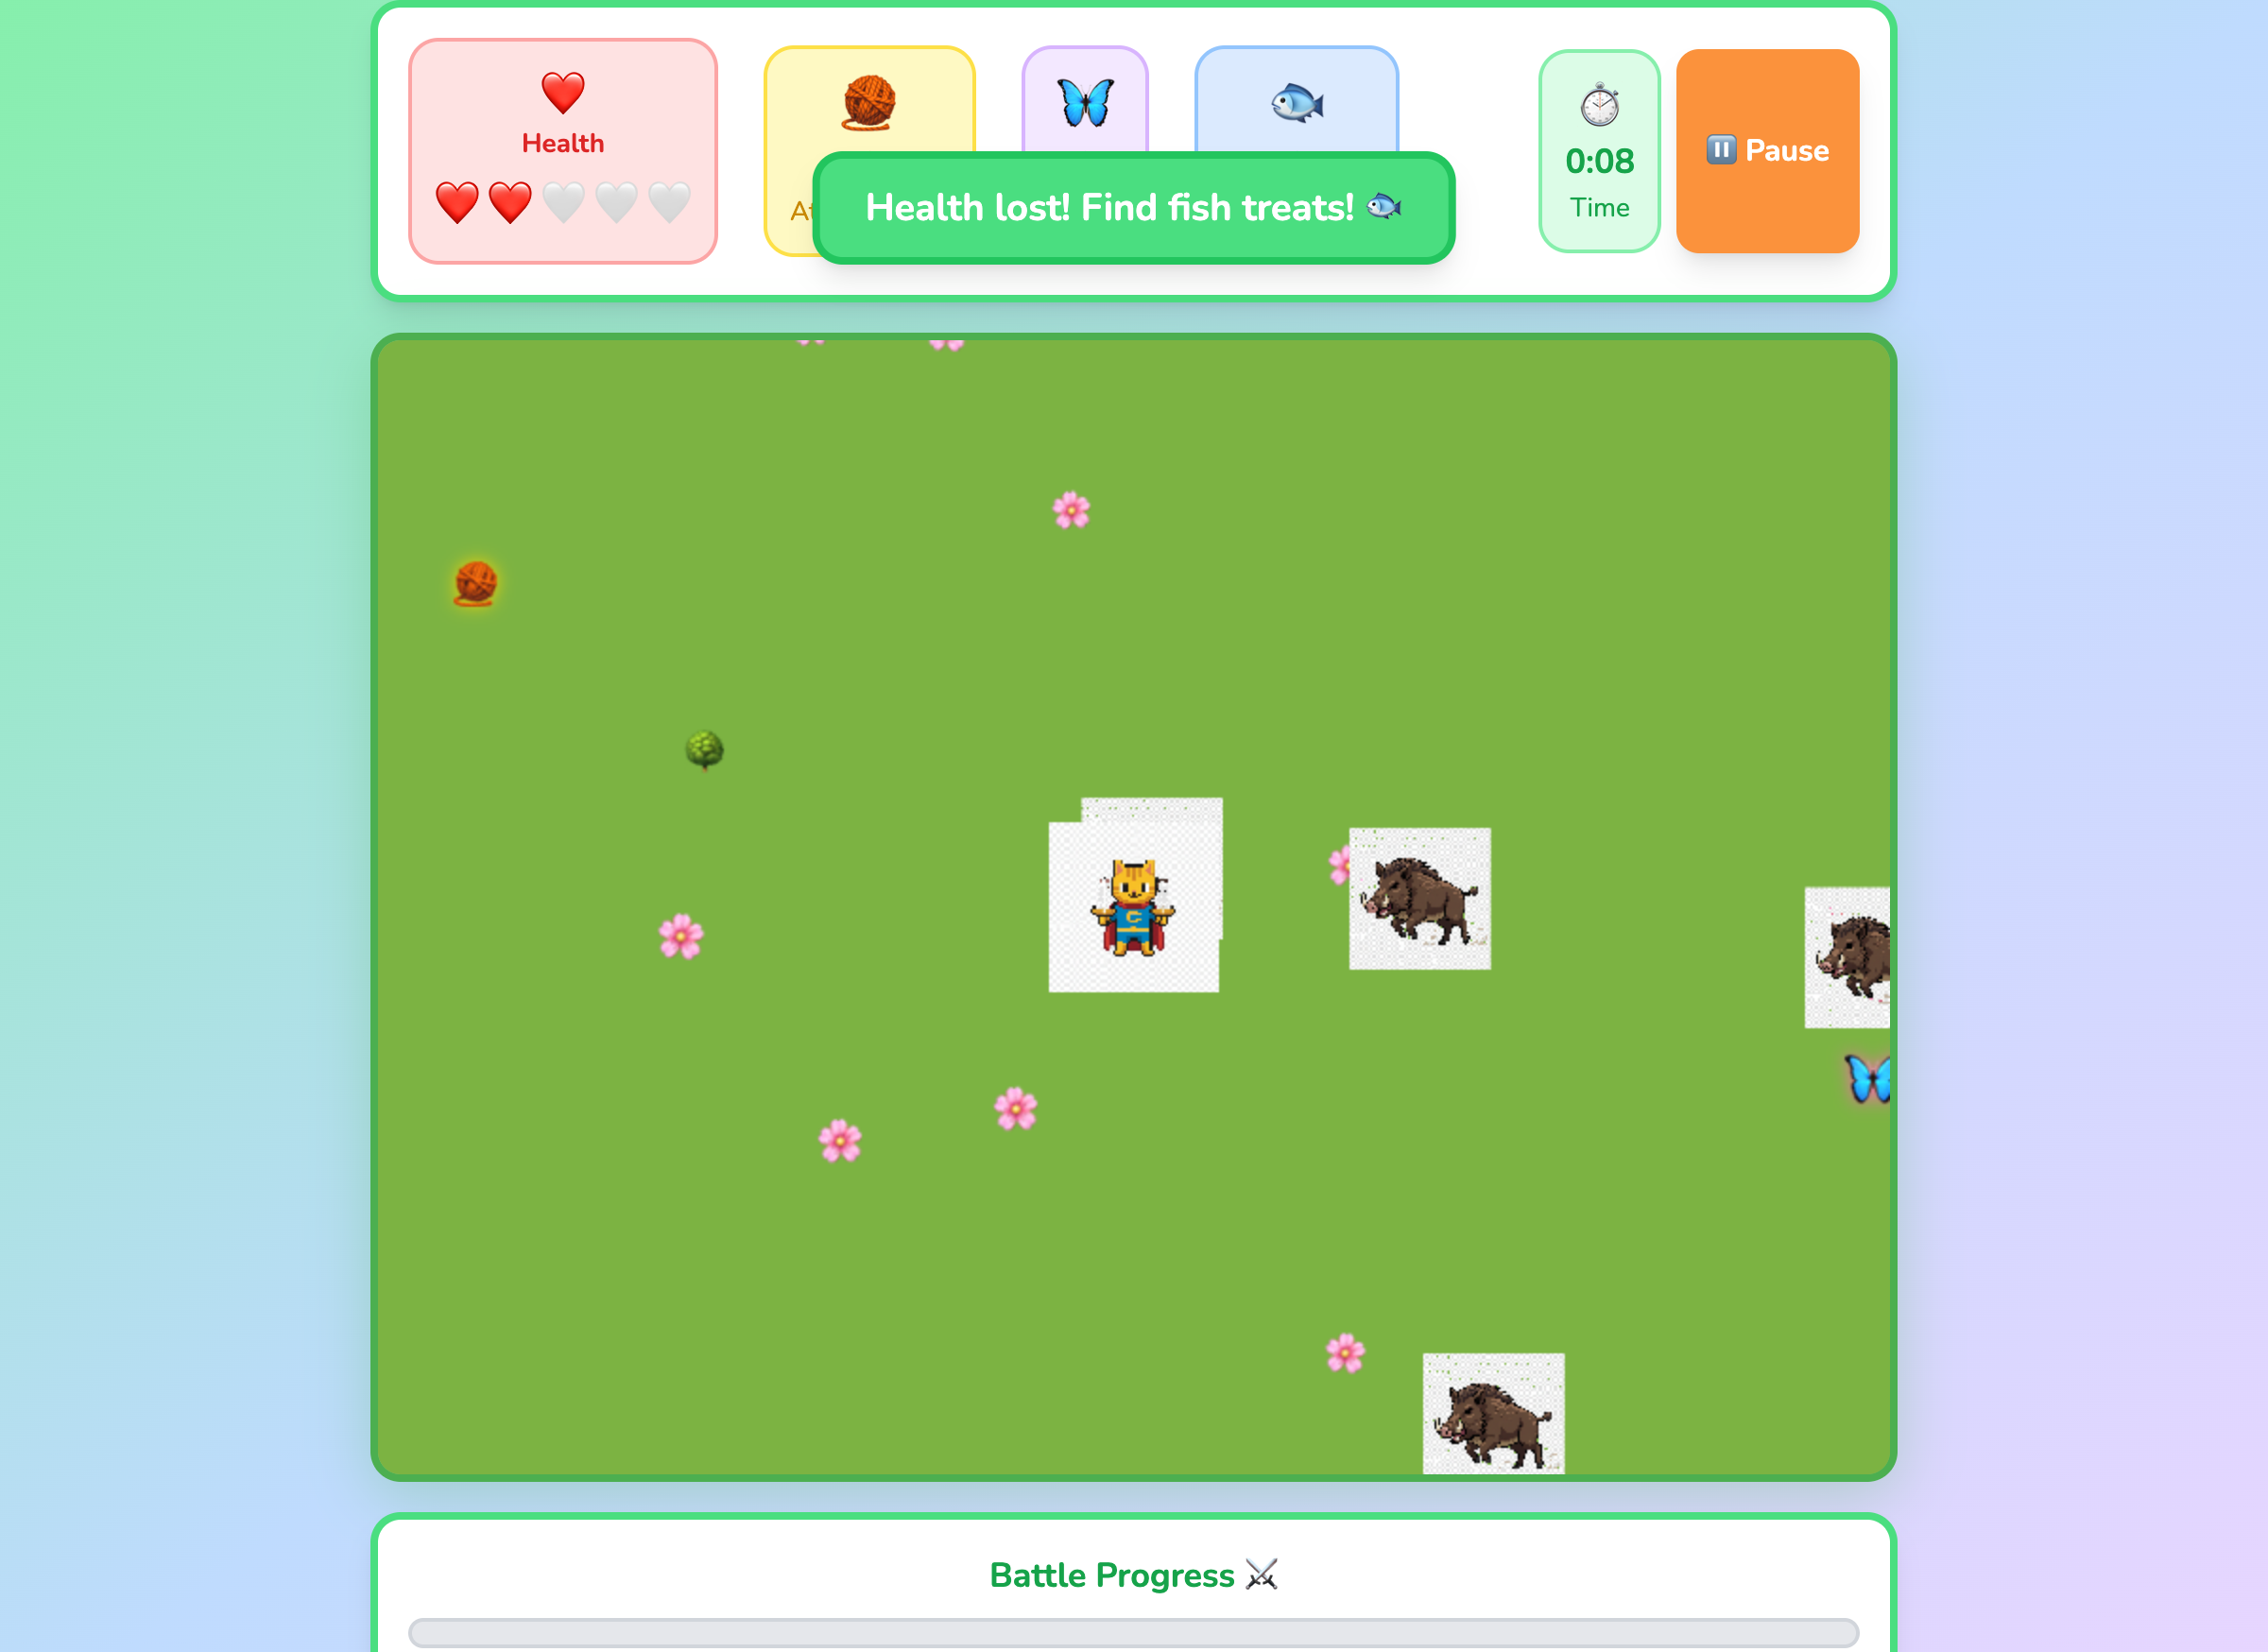 Health
Health lost! Find fish treats! 🐟
0:08
Time
⏸️ Pause
Battle Progress ⚔️